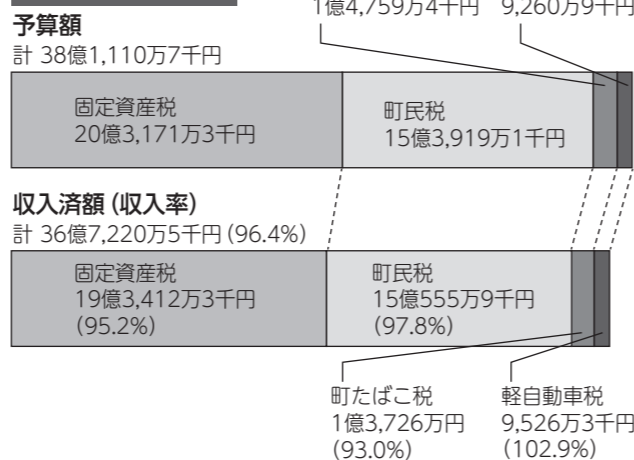 1億4,759万4千円 9,260万9千円
予算額
計 38億1,110万7千円
固定資産税
20億3,171万3千円
町民税
15億3,919万1千円
収入済額 (収入率)
計 36億7,220万5千円 (96.4%)
固定資産税
19億3,412万3千円
(95.2%)
町民税
15億555万9千円
(97.8%)
町たばこ税
1億3,726万円
(93.0%)
軽自動車税
9,526万3千円
(102.9%)